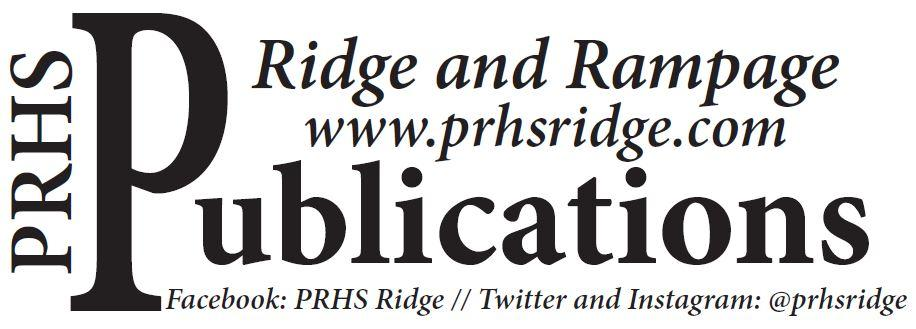 PRHS
Ridge and Rampage
www.prhsridge.com
Publications
Facebook: PRHS Ridge // Twitter and Instagram: @prhsridge